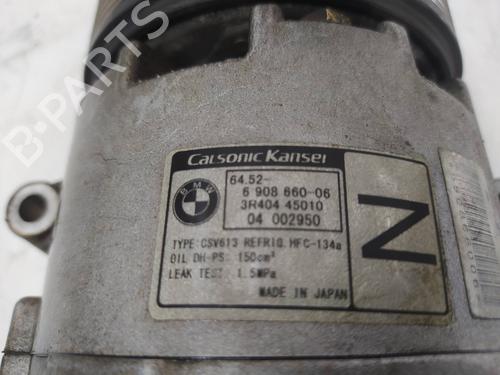 B-PARTS
CALSONIC KANSEI
BMW
64.52-
6 908 660-06
3R404 45010
04 002950
Z
TYPE:CSV613 REFRIG.HFC-134a
OIL DH-PS: 150cm³
LEAK TEST: 1.5MPa
MADE IN JAPAN